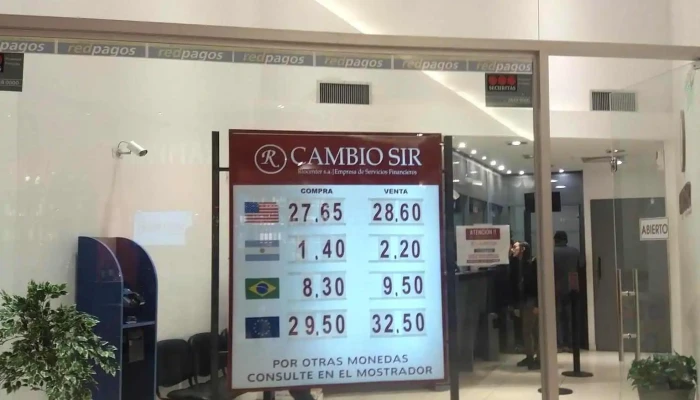 redpagos redpagos redpagos redpagos redpagos redpagos
SECURITAS
R CAMBIO SIR
Empresa de Servicios Financieros
COMPRA VENTA
27,65 28,60
1,40 2,20
8,30 9,50
29,50 32,50
POR OTRAS MONEDAS
CONSULTE EN EL MOSTRADOR
ATENCION !!
ABIERTO